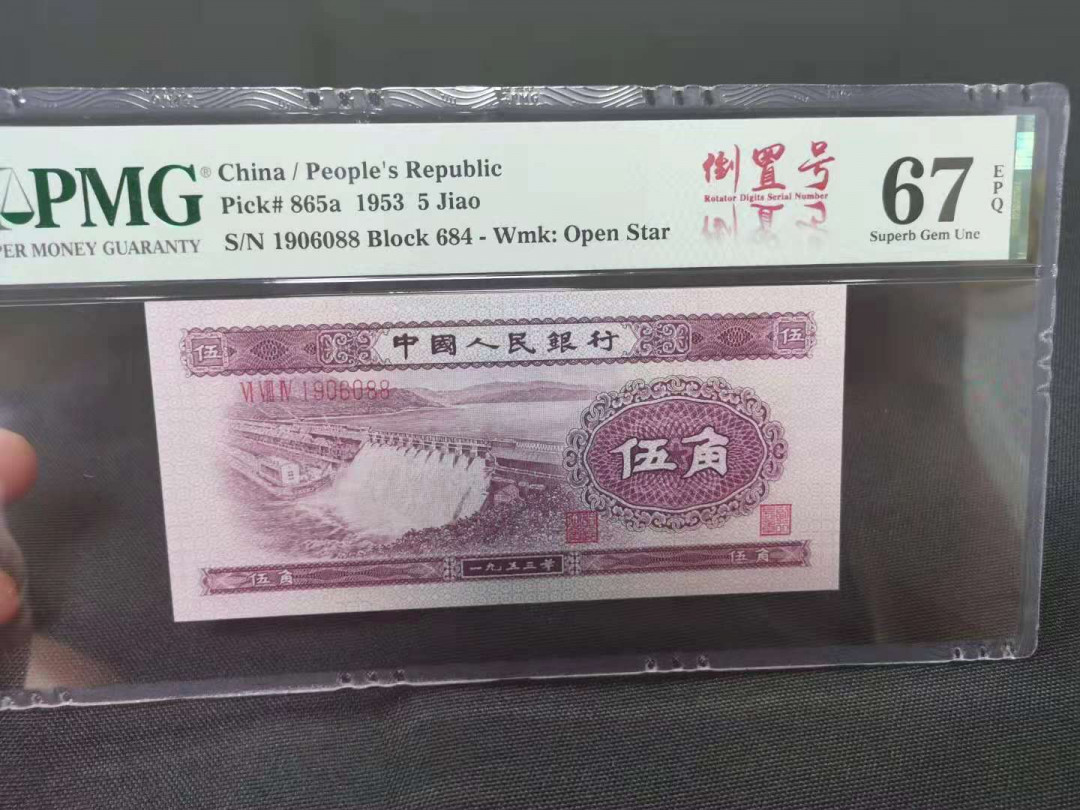 PMG®
PER MONEY GUARANTY
China / People's Republic
Pick# 865a 1953 5 Jiao
S/N 1906088 Block 684 - Wmk: Open Star
倒置号
Rotator Digits Serial Number
67
EPQ
Superb Gem Unc
伍
中國人民銀行
伍
VI VIII IV 1906088
伍角
伍角
一九五三年
伍角